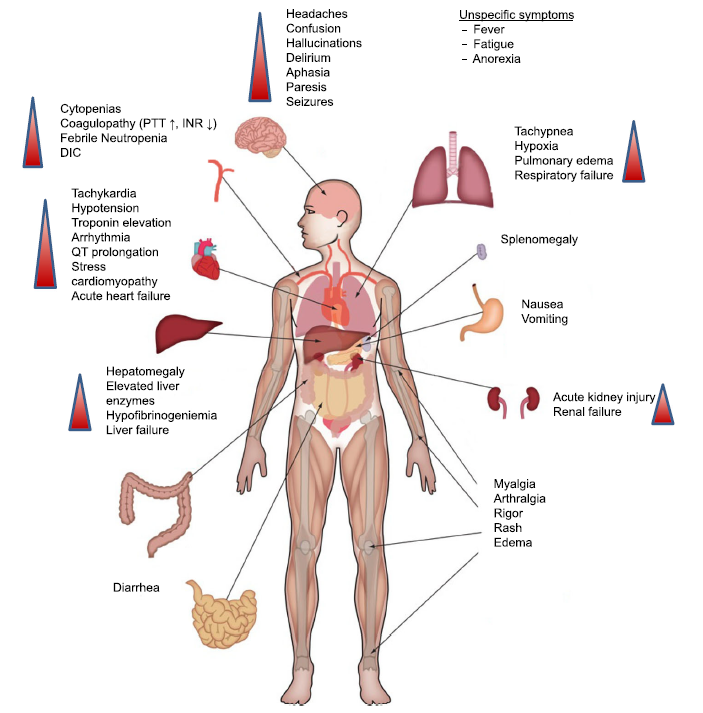 Headaches
Confusion
Hallucinations
Delirium
Aphasia
Paresis
Seizures
Unspecific symptoms
– Fever
– Fatigue
– Anorexia
Cytopenias
Coagulopathy (PTT ↑, INR ↓)
Febrile Neutropenia
DIC
Tachypnea
Hypoxia
Pulmonary edema
Respiratory failure
Tachykardia
Hypotension
Troponin elevation
Arrhythmia
QT prolongation
Stress
cardiomyopathy
Acute heart failure
Splenomegaly
Nausea
Vomiting
Hepatomegaly
Elevated liver
enzymes
Hypofibrinogeniemia
Liver failure
Acute kidney injury
Renal failure
Myalgia
Arthralgia
Rigor
Rash
Edema
Diarrhea